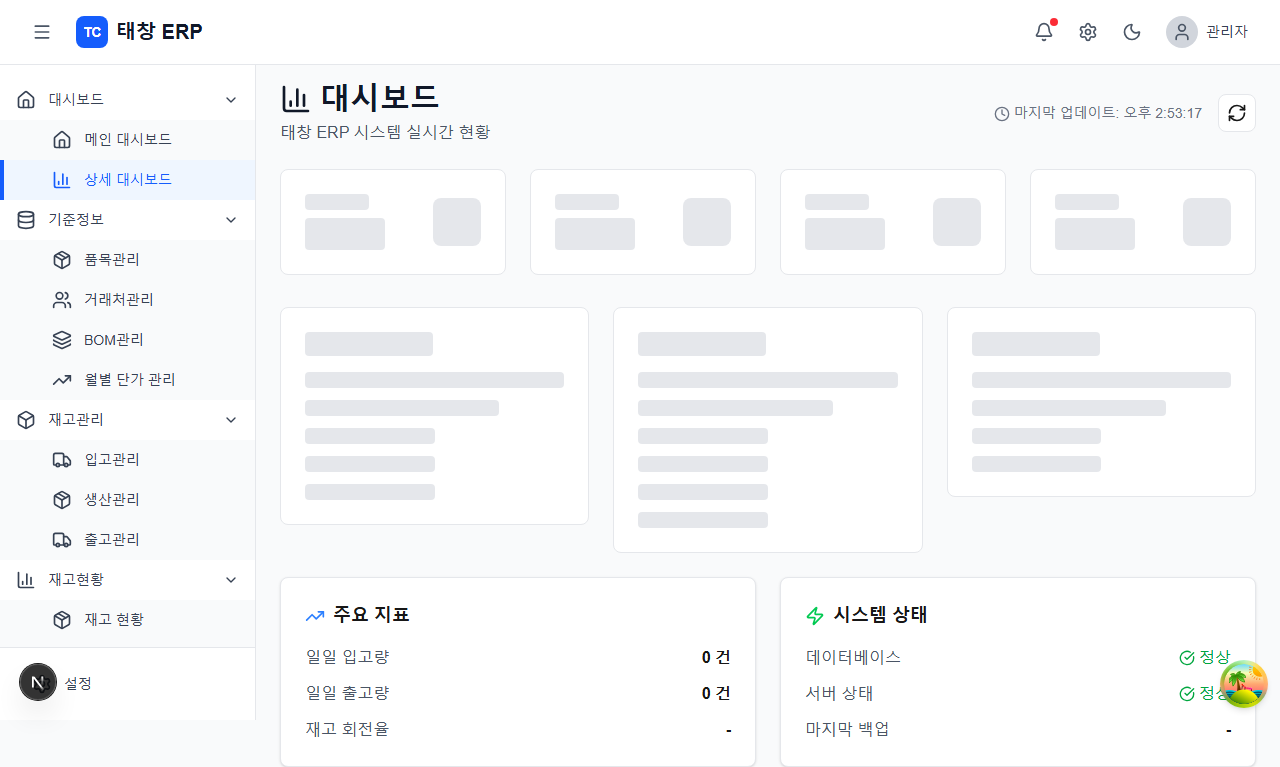 TC 태창 ERP
관리자
대시보드
메인 대시보드
상세 대시보드
기준정보
품목관리
거래처관리
BOM관리
월별 단가 관리
재고관리
입고관리
생산관리
출고관리
재고현황
재고 현황
N 설정
대시보드
태창 ERP 시스템 실시간 현황
마지막 업데이트: 오후 2:53:17
주요 지표
일일 입고량 0 건
일일 출고량 0 건
재고 회전율 -
시스템 상태
데이터베이스 정상
서버 상태 정상
마지막 백업 -